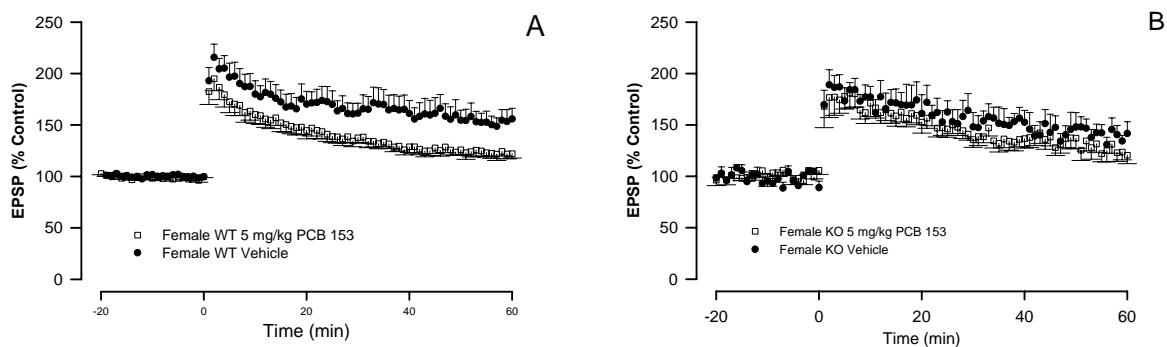 A
250
200
150
100
50
0
EPSP (% Control)
Female WT 5 mg/kg PCB 153
Female WT Vehicle
-20 0 20 40 60
Time (min)
B
250
200
150
100
50
0
EPSP (% Control)
Female KO 5 mg/kg PCB 153
Female KO Vehicle
-20 0 20 40 60
Time (min)